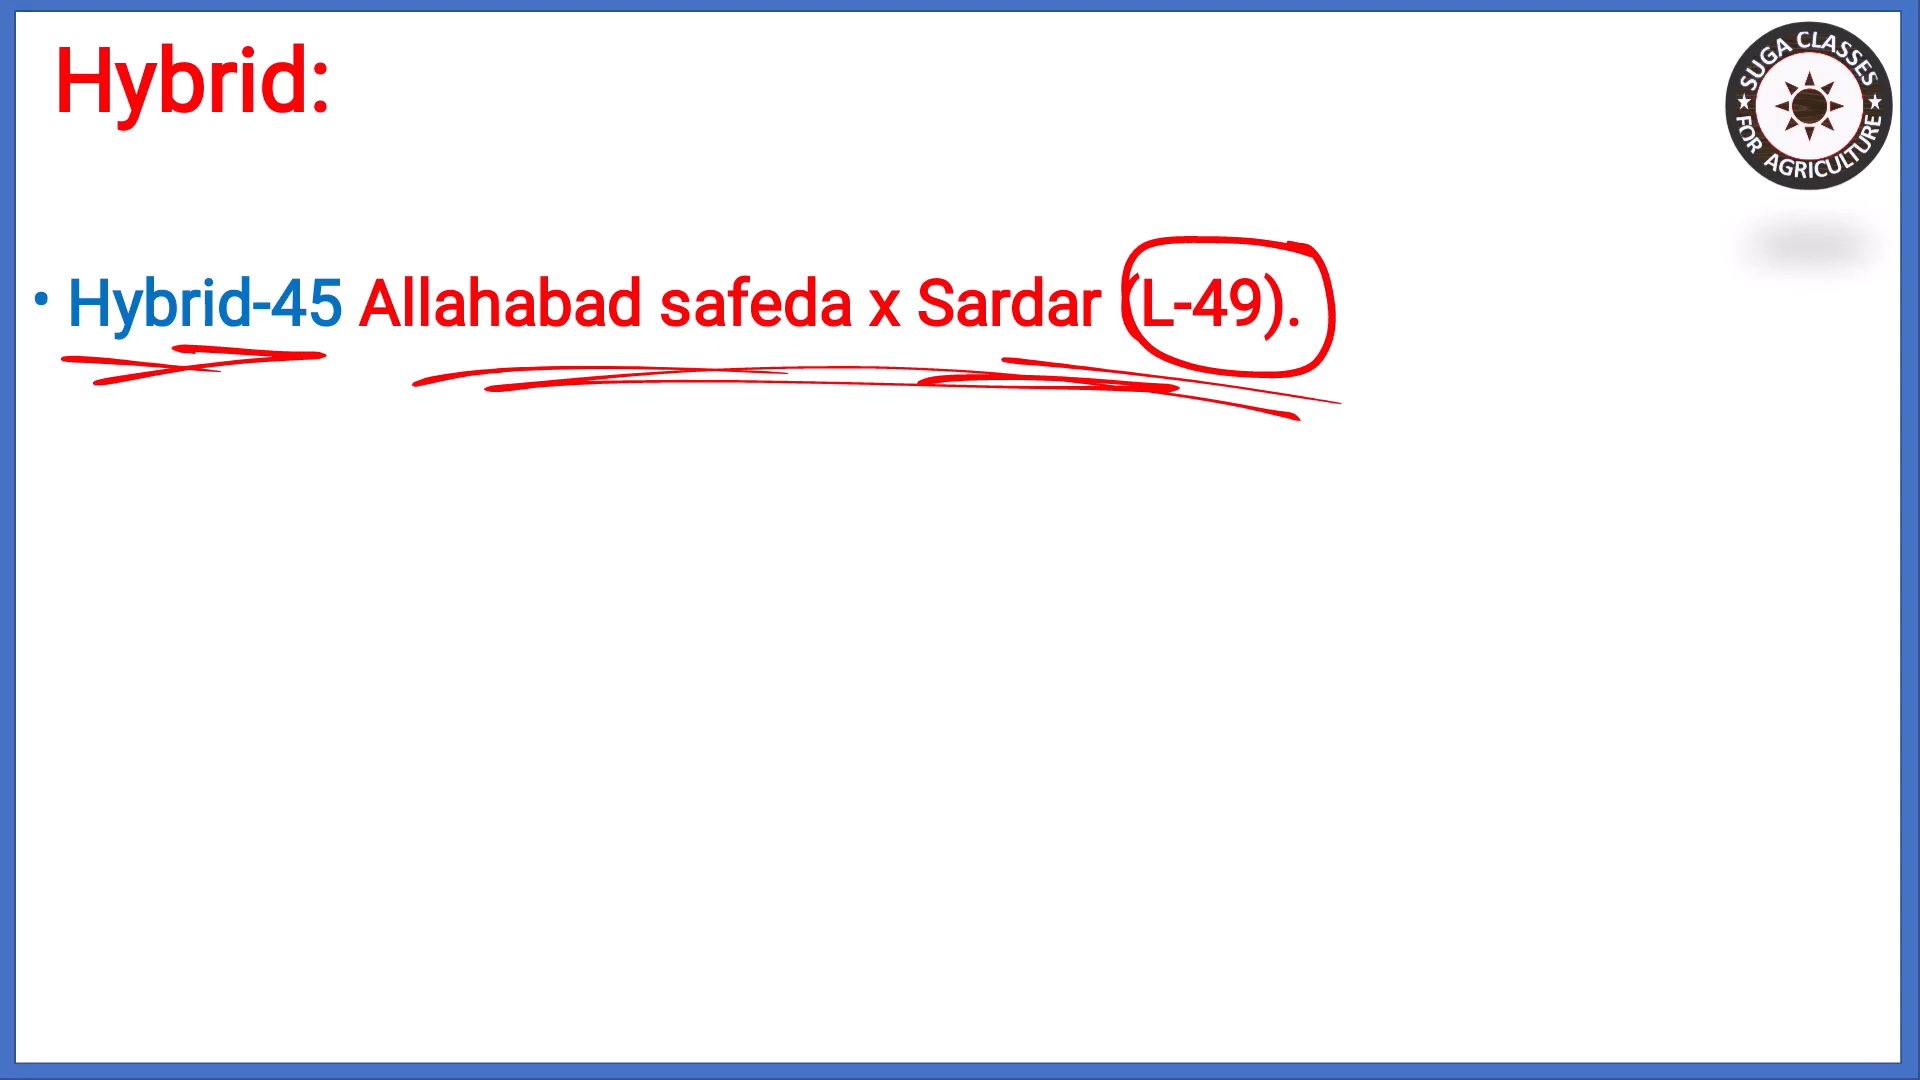 Hybrid:
SUGA CLASSES
FOR AGRICULTURE
• Hybrid-45 Allahabad safeda x Sardar (L-49).